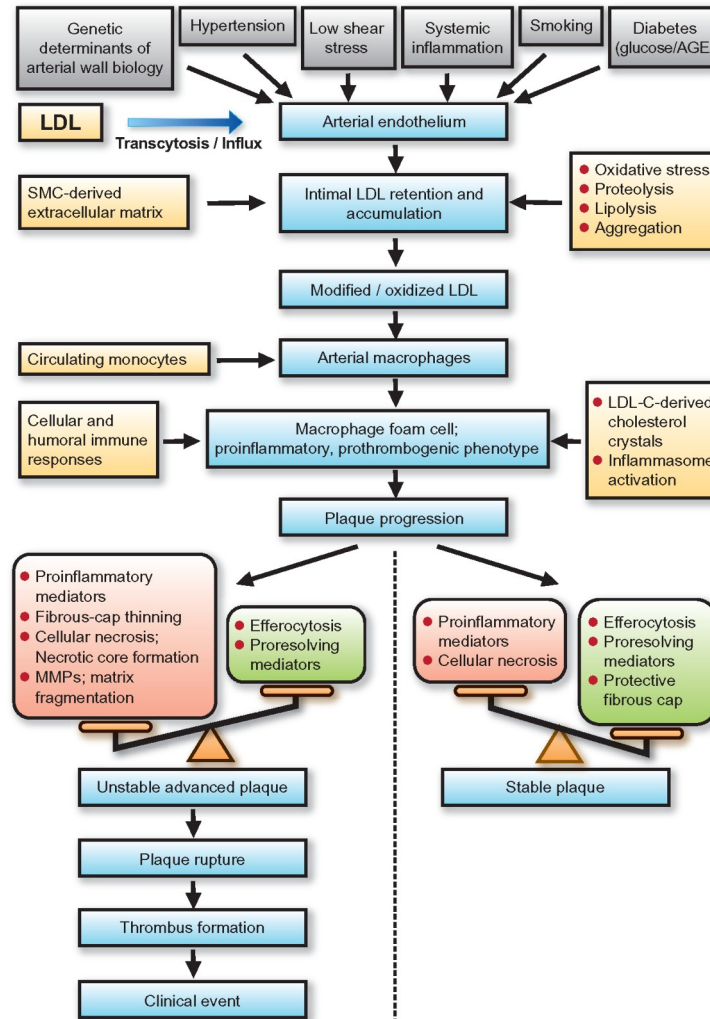 Genetic
determinants of
arterial wall biology
Hypertension
Low shear
stress
Systemic
inflammation
Smoking
Diabetes
(glucose/AGE
LDL
Transcytosis / Influx
Arterial endothelium
SMC-derived
extracellular matrix
Intimal LDL retention and
accumulation
Oxidative stress
Proteolysis
Lipolysis
Aggregation
Modified / oxidized LDL
Circulating monocytes
Arterial macrophages
Cellular and
humoral immune
responses
Macrophage foam cell;
proinflammatory, prothrombogenic phenotype
LDL-C-derived
cholesterol
crystals
Inflammasome
activation
Plaque progression
Proinflammatory
mediators
Fibrous-cap thinning
Cellular necrosis;
Necrotic core formation
MMPs; matrix
fragmentation
Efferocytosis
Proresolving
mediators
Proinflammatory
mediators
Cellular necrosis
Efferocytosis
Proresolving
mediators
Protective
fibrous cap
Unstable advanced plaque
Stable plaque
Plaque rupture
Thrombus formation
Clinical event